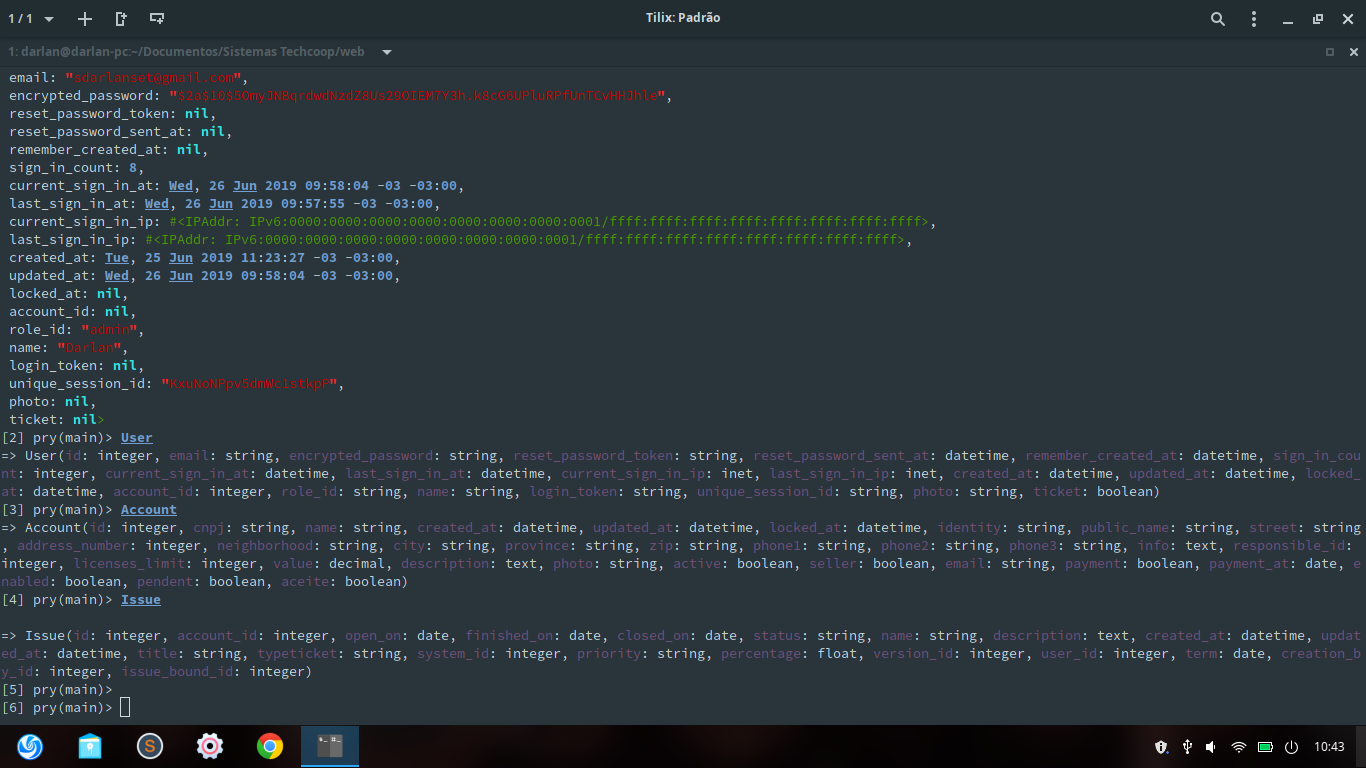 1 / 1
Tilix: Padrão
1: darlan@darlan-pc:~/Documentos/Sistemas Techcoop/web
email: "sdarlanset@gmail.com",
encrypted_password: "
reset_password_token: nil,
reset_password_sent_at: nil,
remember_created_at: nil,
sign_in_count: 8,
current_sign_in_at: Wed, 26 Jun 2019 09:58:04 -03 -03:00,
last_sign_in_at: Wed, 26 Jun 2019 09:57:55 -03 -03:00,
current_sign_in_ip: #<IPAddr: IPv6:0000:0000:0000:0000:0000:0000:0000:0001/ffff:ffff:ffff:ffff:ffff:ffff:ffff:ffff>,
last_sign_in_ip: #<IPAddr: IPv6:0000:0000:0000:0000:0000:0000:0000:0001/ffff:ffff:ffff:ffff:ffff:ffff:ffff:ffff>,
created_at: Tue, 25 Jun 2019 11:23:27 -03 -03:00,
updated_at: Wed, 26 Jun 2019 09:58:04 -03 -03:00,
locked_at: nil,
account_id: nil,
role_id: "admin",
name: "Darlan",
login_token: nil,
unique_session_id: "
photo: nil,
ticket: nil>
[2] pry(main)> User
=> User(id: integer, email: string, encrypted_password: string, reset_password_token: string, reset_password_sent_at: datetime, remember_created_at: datetime, sign_in_cou
nt: integer, current_sign_in_at: datetime, last_sign_in_at: datetime, current_sign_in_ip: inet, last_sign_in_ip: inet, created_at: datetime, updated_at: datetime, locked_
at: datetime, account_id: integer, role_id: string, name: string, login_token: string, unique_session_id: string, photo: string, ticket: boolean)
[3] pry(main)> Account
=> Account(id: integer, cnpj: string, name: string, created_at: datetime, updated_at: datetime, locked_at: datetime, identity: string, public_name: string, street: string
, address_number: integer, neighborhood: string, city: string, province: string, zip: string, phone1: string, phone2: string, phone3: string, info: text, responsible_id:
integer, licenses_limit: integer, value: decimal, description: text, photo: string, active: boolean, seller: boolean, email: string, payment: boolean, payment_at: date, e
nabled: boolean, pendent: boolean, aceite: boolean)
[4] pry(main)> Issue
=> Issue(id: integer, account_id: integer, open_on: date, finished_on: date, closed_on: date, status: string, name: string, description: text, created_at: datetime, updat
ed_at: datetime, title: string, typeticket: string, system_id: integer, priority: string, percentage: float, version_id: integer, user_id: integer, term: date, creation_b
y_id: integer, issue_bound_id: integer)
[5] pry(main)>
[6] pry(main)>
10:43